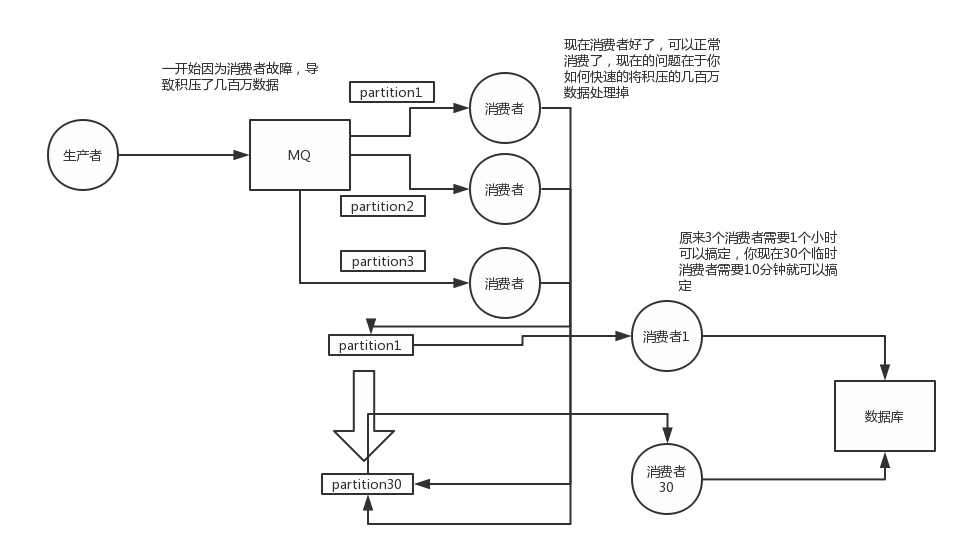 一开始因为消费者故障，导
致积压了几百万数据
现在消费者好了，可以正常
消费了，现在的问题在于你
如何快速的将积压的几百万
数据处理掉
partition1
消费者
生产者
MQ
消费者
partition2
partition3
消费者
原来3个消费者需要1个小时
可以搞定，你现在30个临时
消费者需要10分钟就可以搞
定
partition1
消费者1
数据库
partition30
消费者
30